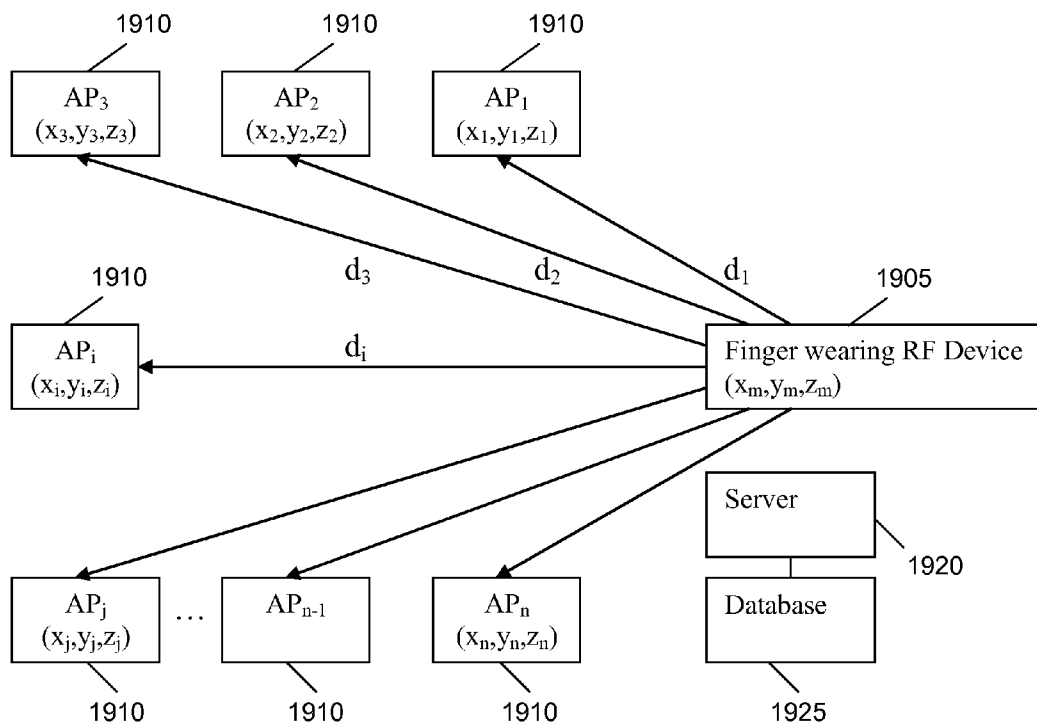 1910 1910 1910
AP3 AP2 AP1
(x3,y3,z3) (x2,y2,z2) (x1,y1,z1)
d3 d2 d1
1910 1905
APi di Finger wearing RF Device
(xi,yi,zi) (xm,ym,zm)
Server
1920
APj ... APn-1 APn Database
(xj,yj,zj) (xn,yn,zn)
1910 1910 1910 1925